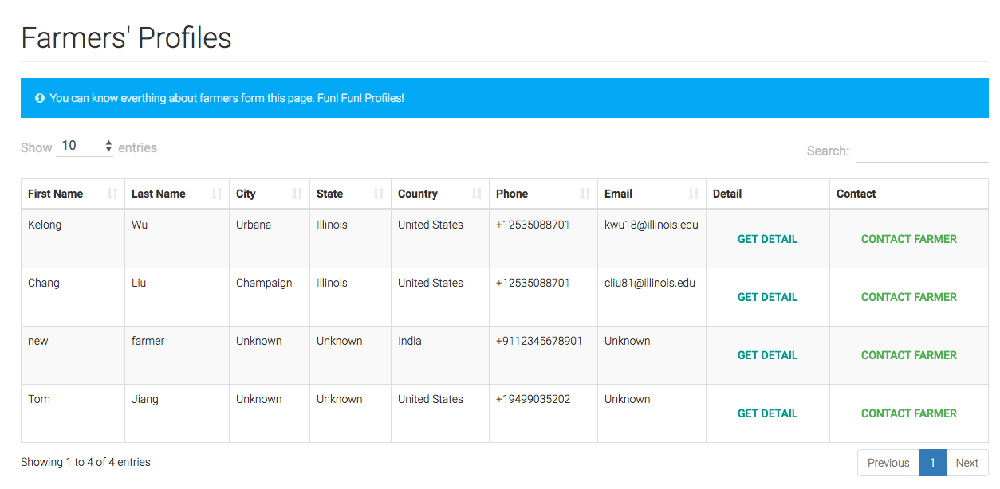 Farmers' Profiles
You can know everthing about farmers form this page. Fun! Fun! Profiles!
Show 10 entries
Search:
First Name Last Name City State Country Phone Email Detail Contact
Kelong Wu Urbana Illinois United States +12535088701 kwu18@illinois.edu GET DETAIL CONTACT FARMER
Chang Liu Champaign Illinois United States +12535088701 cliu81@illinois.edu GET DETAIL CONTACT FARMER
new farmer Unknown Unknown India +9112345678901 Unknown GET DETAIL CONTACT FARMER
Tom Jiang Unknown Unknown United States +19499035202 Unknown GET DETAIL CONTACT FARMER
Showing 1 to 4 of 4 entries
Previous 1 Next